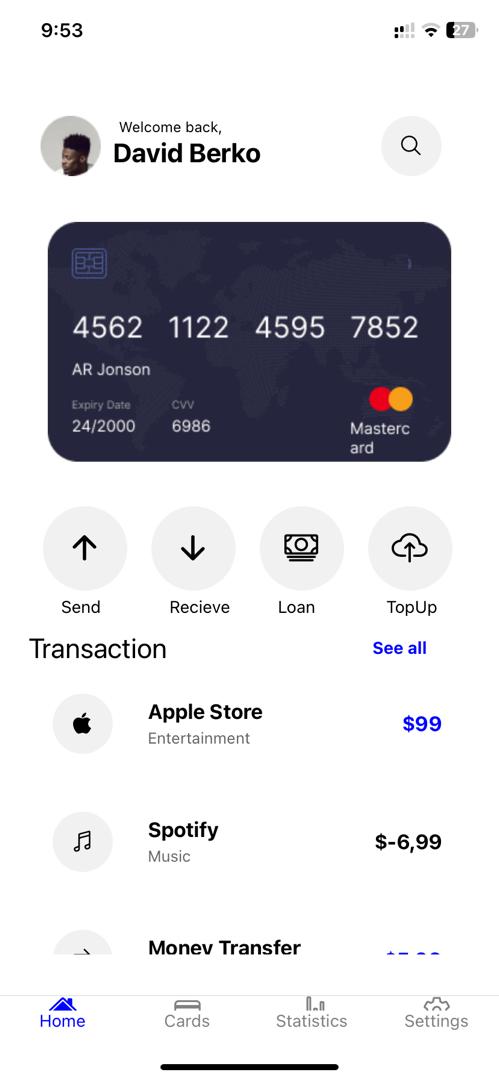 9:53
27
Welcome back,
David Berko
4562 1122 4595 7852
AR Jonson
Expiry Date CVV
24/2000 6986
Masterc
ard
Send Recieve Loan TopUp
Transaction See all
Apple Store
$99
Entertainment
Spotify
$-6,99
Music
Money Transfer
Home Cards Statistics Settings